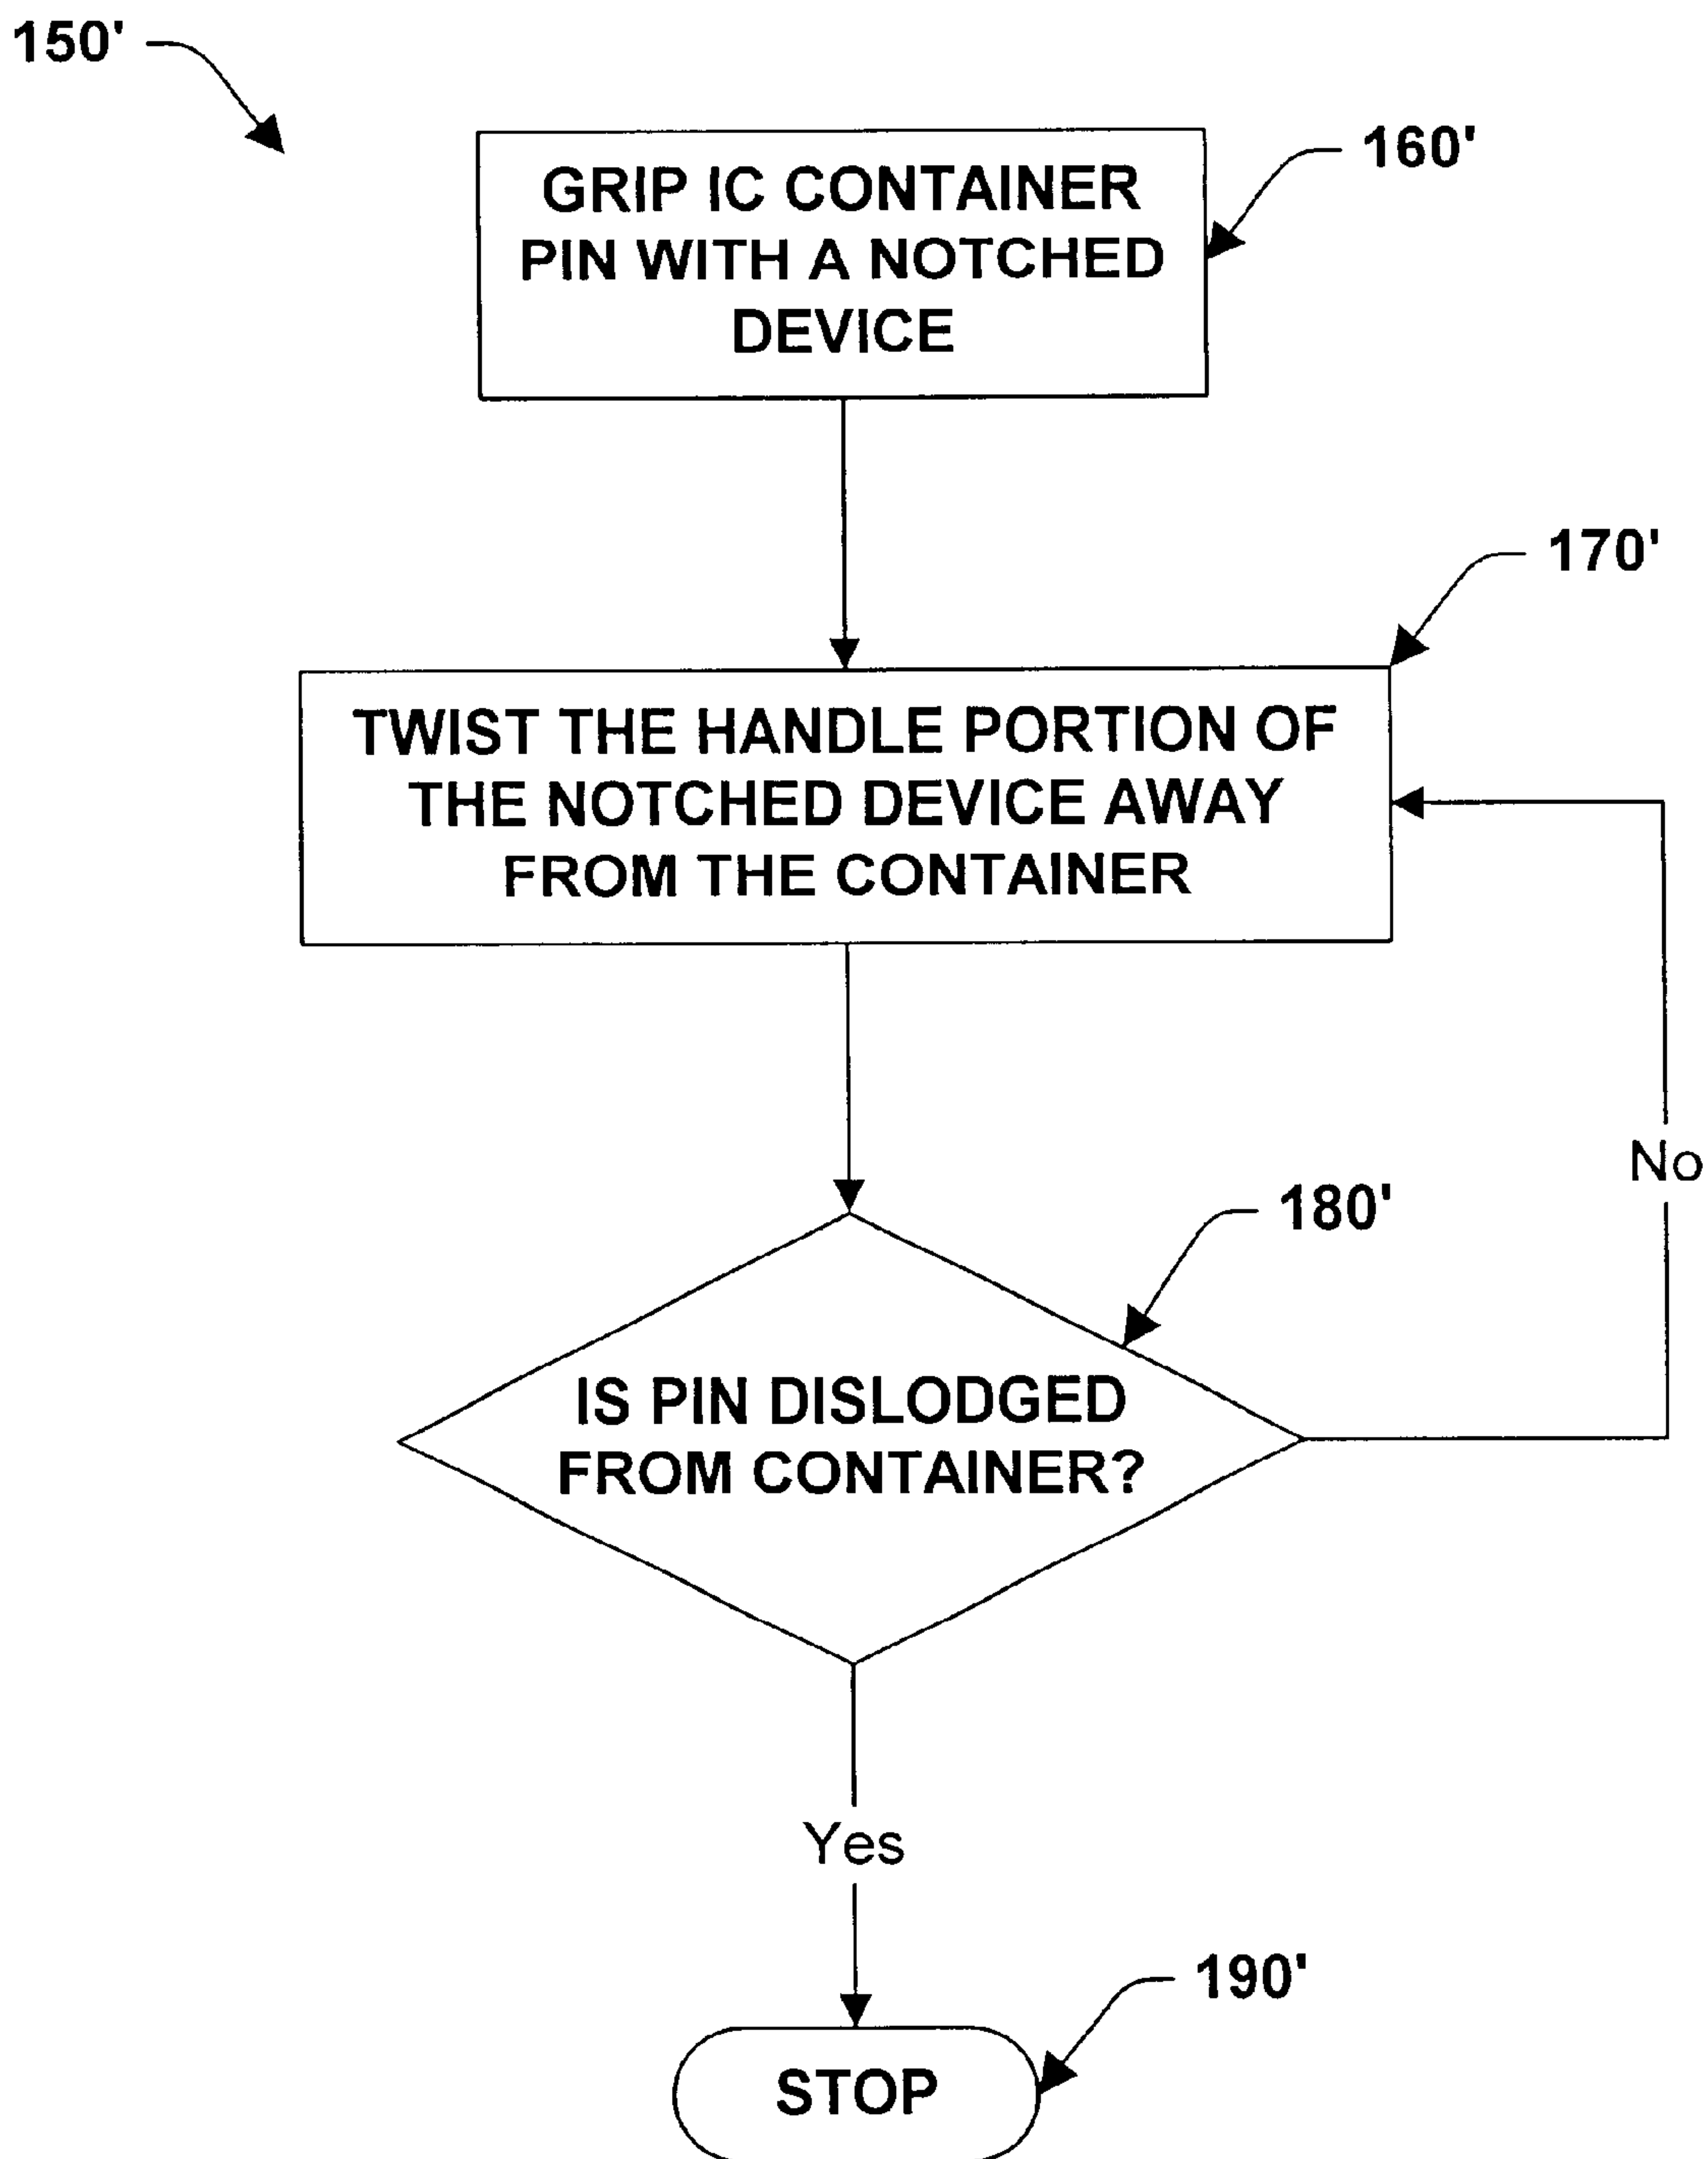 150'
160'
GRIP IC CONTAINER
PIN WITH A NOTCHED
DEVICE
170'
TWIST THE HANDLE PORTION OF
THE NOTCHED DEVICE AWAY
FROM THE CONTAINER
No
180'
IS PIN DISLODGED
FROM CONTAINER?
Yes
190'
STOP